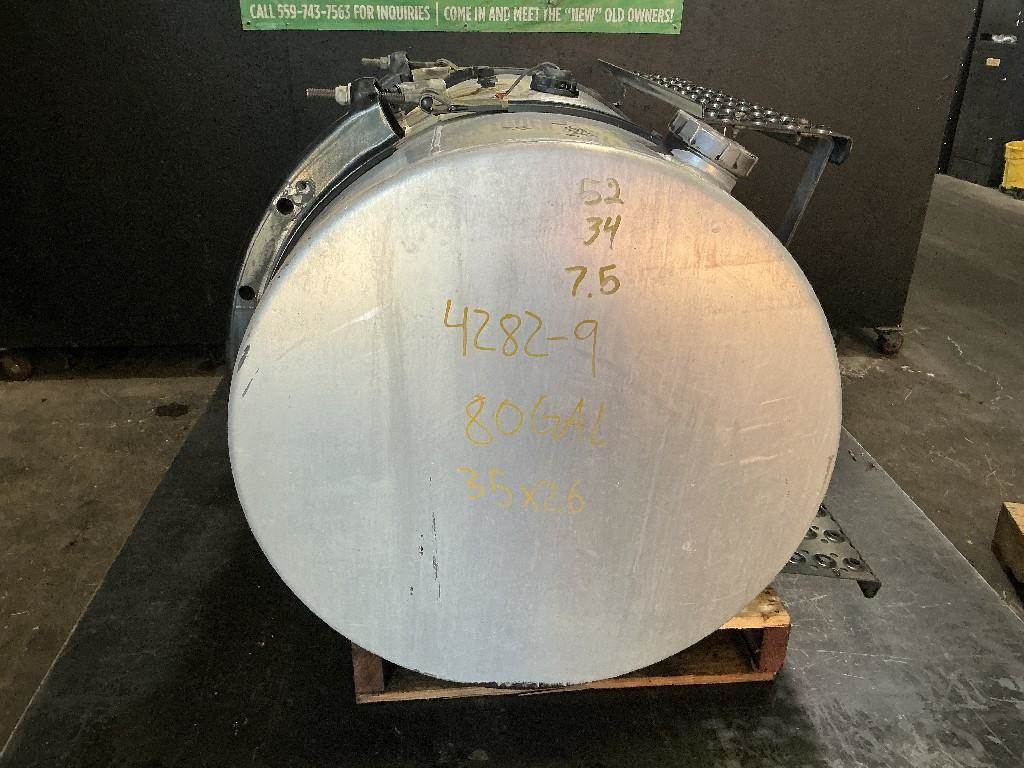 CALL 559-743-7563 FOR INQUIRIES | COME IN AND MEET THE "NEW" OLD OWNERS!
52
34
7.5
4282-9
80GAL
35x26